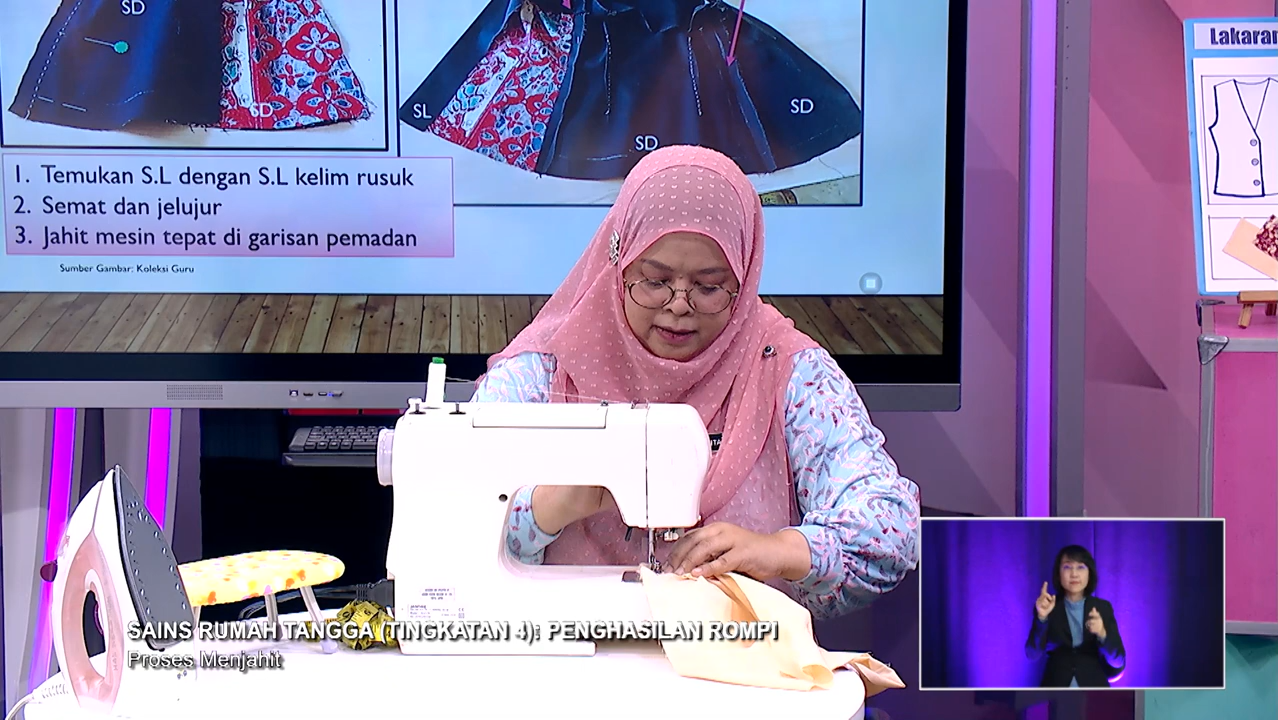 SD
SD
SL
SD
SD
1. Temukan S.L dengan S.L kelim rusuk
2. Semat dan jelujur
3. Jahit mesin tepat di garisan pemadan
Sumber Gambar: Koleksi Guru
Lakaran
SAINS RUMAH TANGGA (TINGKATAN 4): PENGHASILAN ROMPI
Proses Menjahit